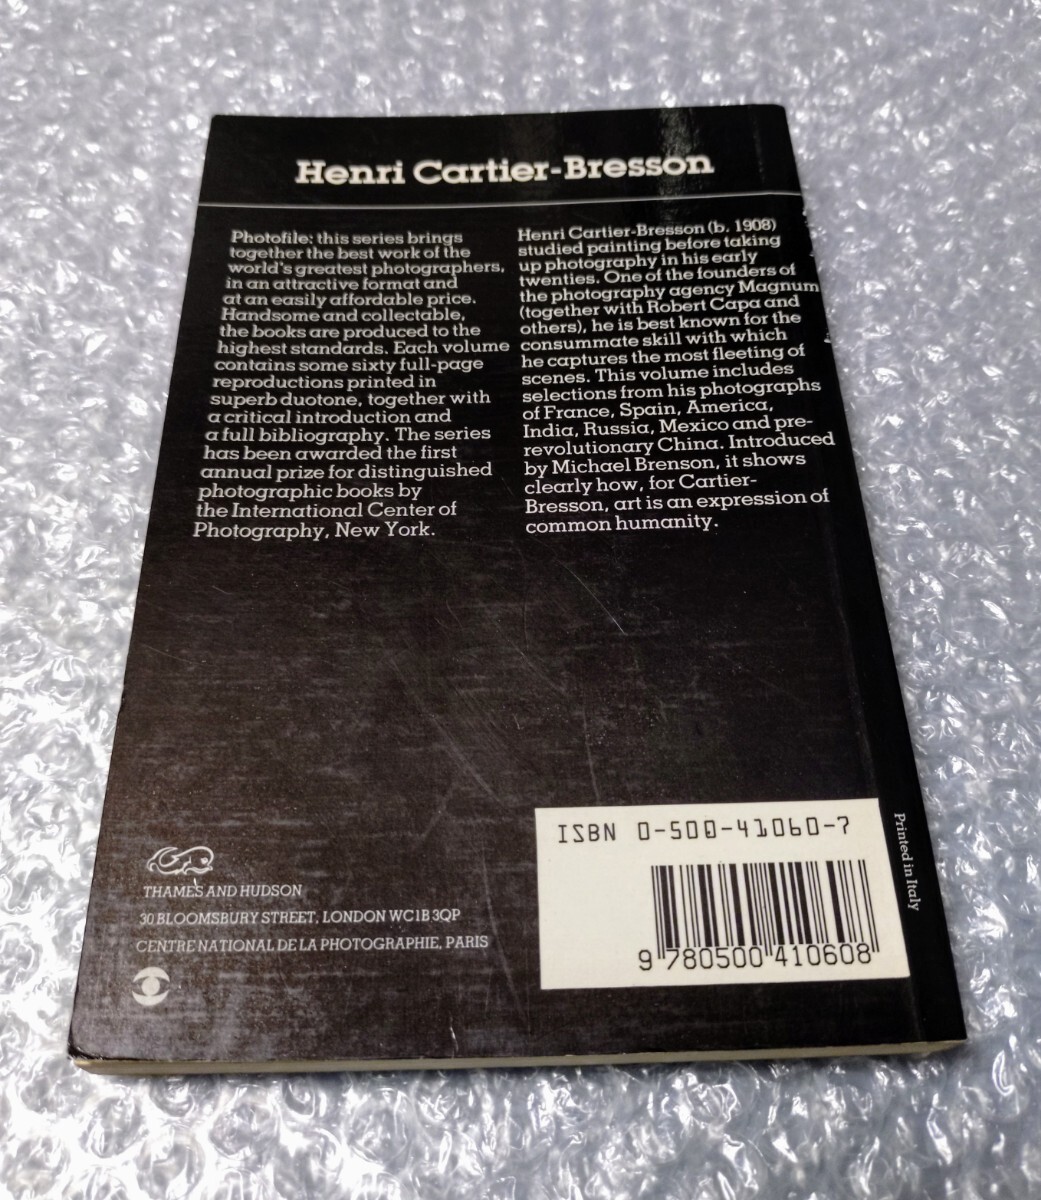 Henri Cartier-Bresson
Photofile: this series brings
together the best work of the
world's greatest photographers,
in an attractive format and
at an easily affordable price.
Handsome and collectable,
the books are produced to the
highest standards. Each volume
contains some sixty full-page
reproductions printed in
superb duotone, together with
a critical introduction and
a full bibliography. The series
has been awarded the first
annual prize for distinguished
photographic books by
the International Center of
Photography, New York.
Henri Cartier-Bresson (b. 1908)
studied painting before taking
up photography in his early
twenties. One of the founders of
the photography agency Magnum
(together with Robert Capa and
others), he is best known for the
consummate skill with which
he captures the most fleeting of
scenes. This volume includes
selections from his photographs
of France, Spain, America,
India, Russia, Mexico and pre-
revolutionary China. Introduced
by Michael Brenson, it shows
clearly how, for Cartier-
Bresson, art is an expression of
common humanity.
THAMES AND HUDSON
30 BLOOMSBURY STREET, LONDON WC1B 3QP
CENTRE NATIONAL DE LA PHOTOGRAPHIE, PARIS
ISBN 0-500-41060-7
9 780500 410608
Printed in Italy